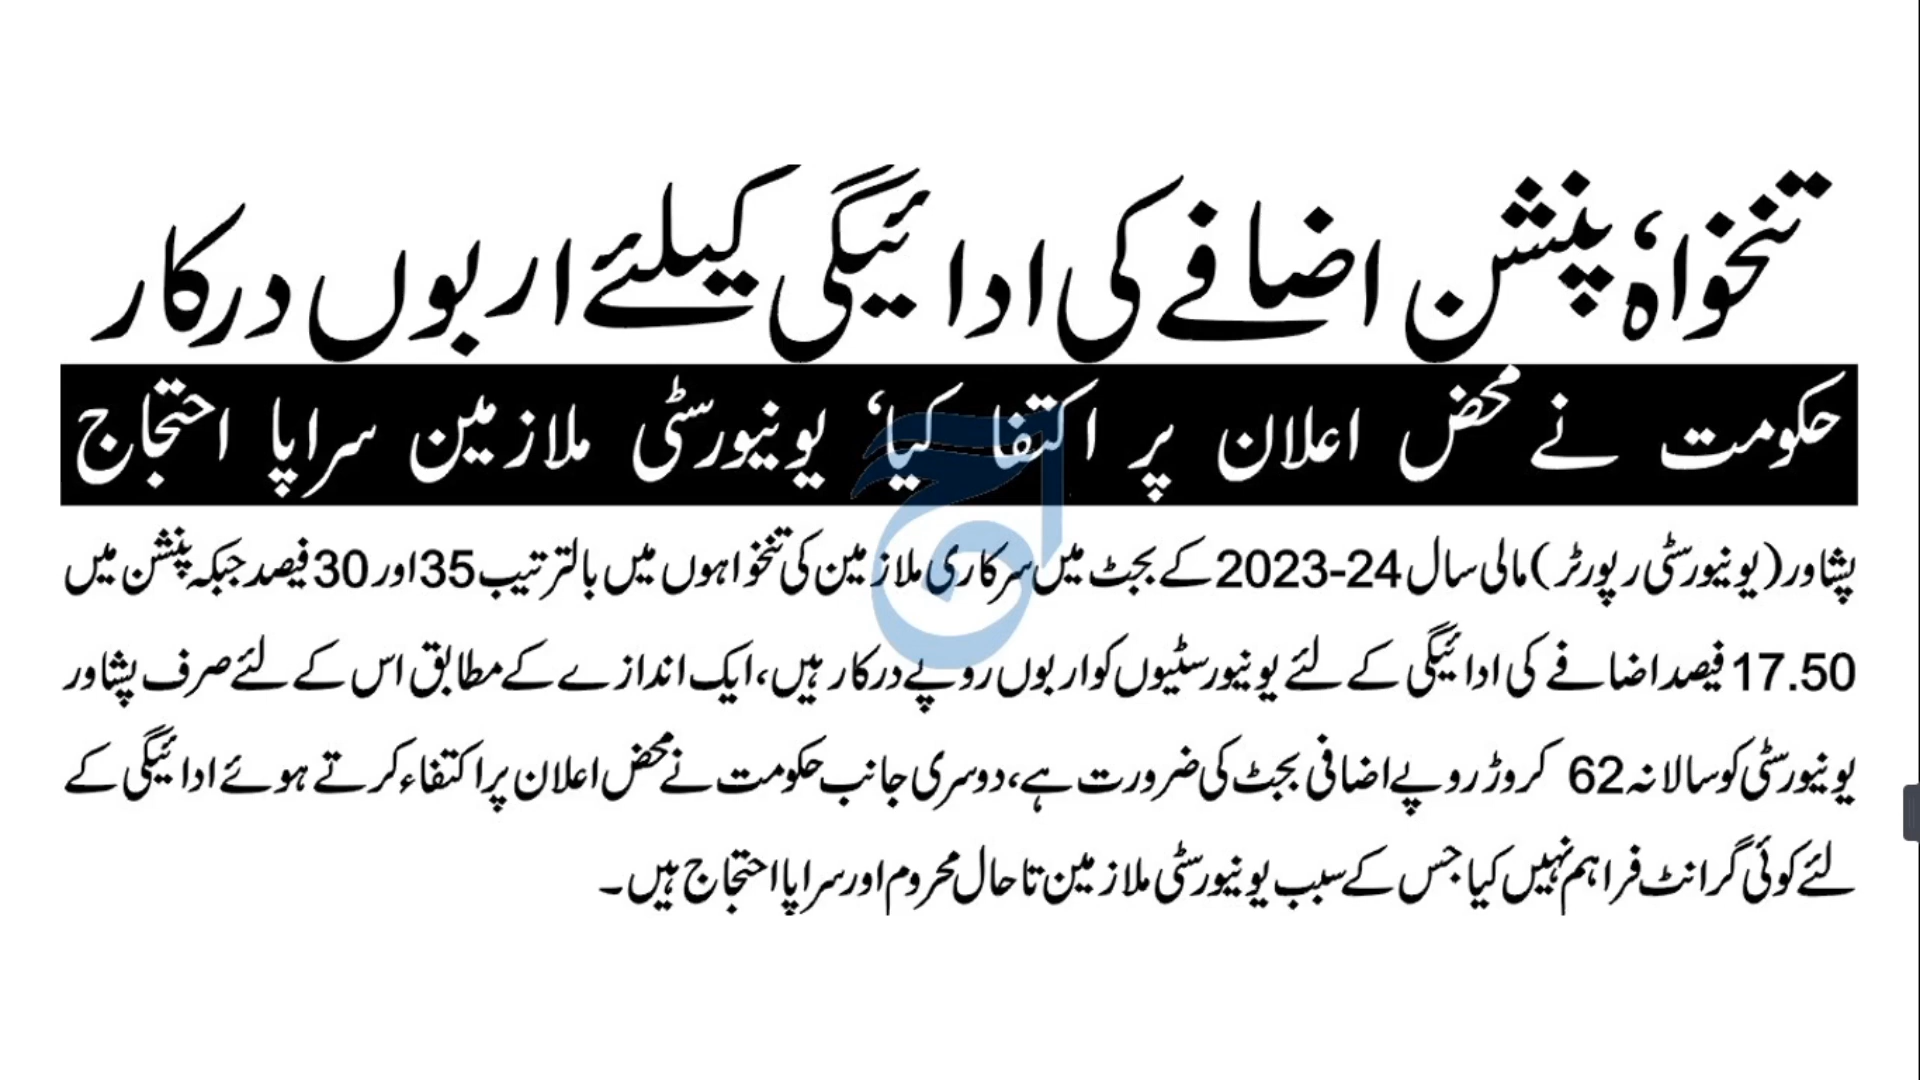 تنخواہ‘ پنشن اضافے کی ادائیگی کیلئے اربوں درکار
حکومت نے محض اعلان پر اکتفا کیا‘ یونیورسٹی ملازمین سراپا احتجاج
پشاور(یونیورسٹی رپورٹر)مالی سال 24-2023 کے بجٹ میں سرکاری ملازمین کی تنخواہوں میں بالترتیب 35 اور 30 فیصد جبکہ پنشن میں
17.50 فیصد اضافے کی ادائیگی کے لئے یونیورسٹیوں کو اربوں روپے درکار ہیں، ایک اندازے کے مطابق اس کے لئے صرف پشاور
یونیورسٹی کو سالانہ 62 کروڑ روپے اضافی بجٹ کی ضرورت ہے، دوسری جانب حکومت نے محض اعلان پر اکتفاء کرتے ہوئے ادائیگی کے
لئے کوئی گرانٹ فراہم نہیں کیا جس کے سبب یونیورسٹی ملازمین تاحال محروم اور سراپا احتجاج ہیں۔
آج